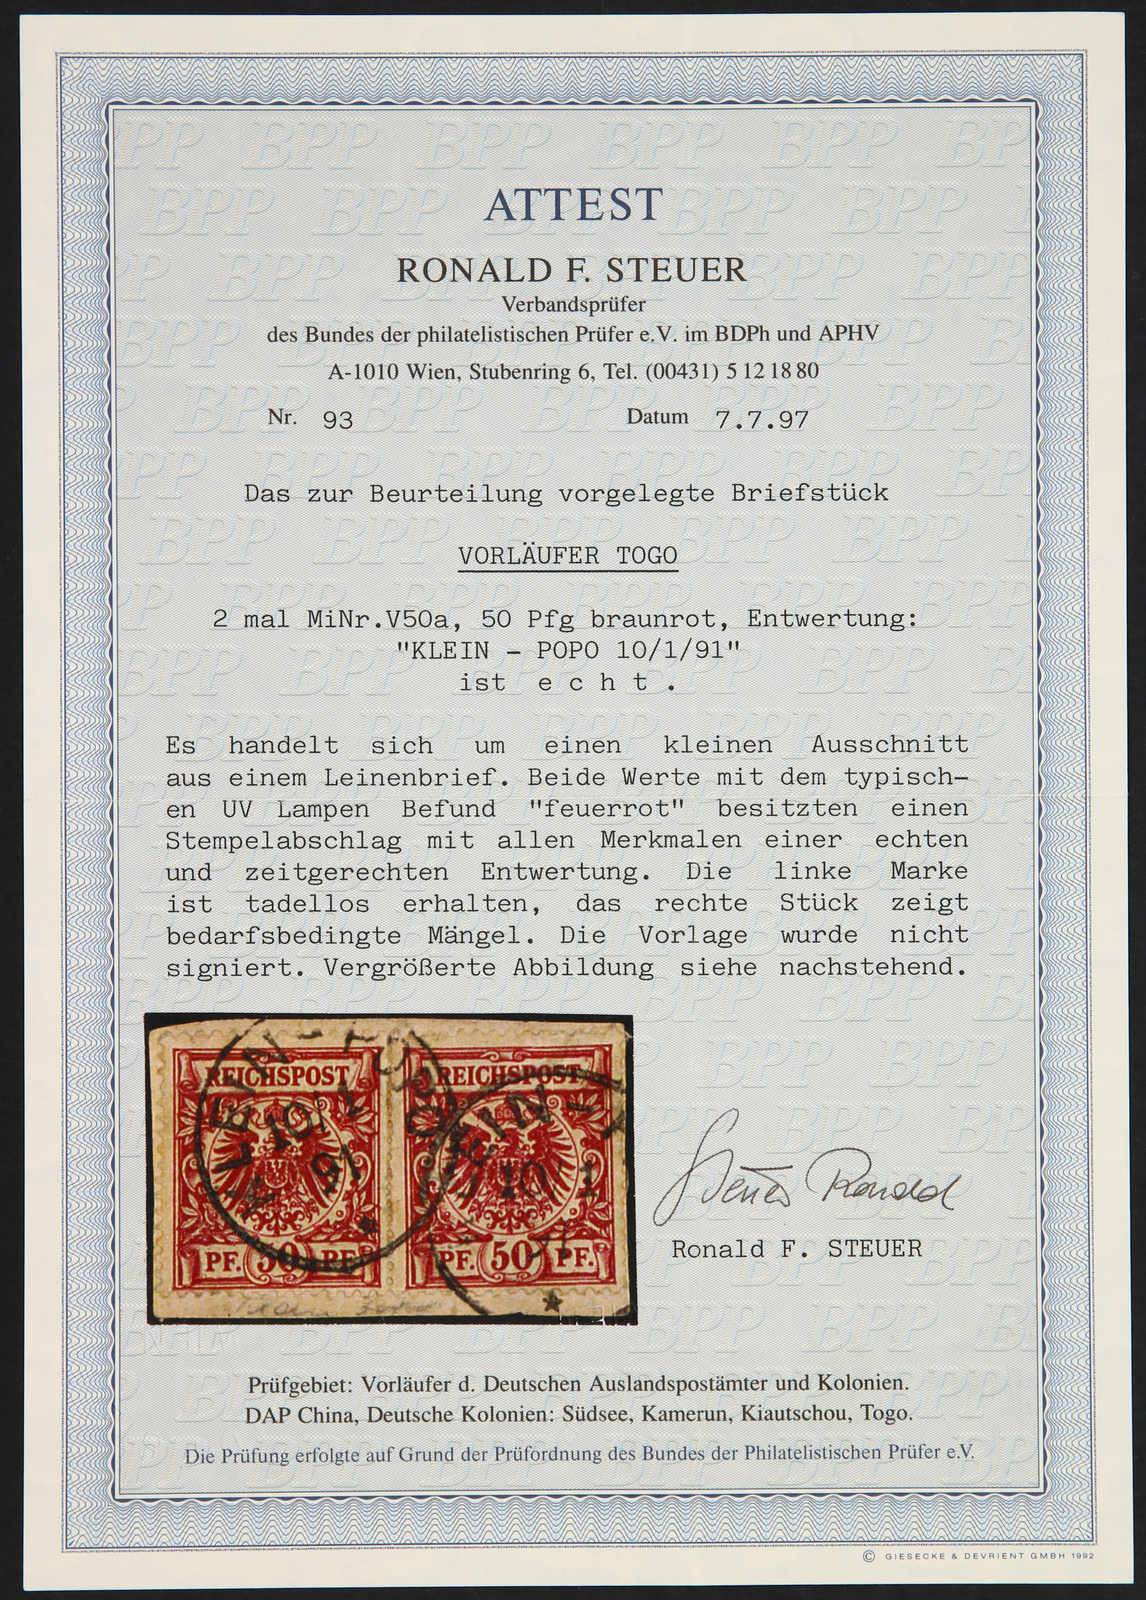 ATTEST
RONALD F. STEUER
Verbandsprüfer
des Bundes der philatelistischen Prüfer e.V. im BDPh und APHV
A-1010 Wien, Stubenring 6, Tel. (00431) 5 12 18 80
Nr. 93 Datum 7.7.97
Das zur Beurteilung vorgelegte Briefstück
VORLÄUFER TOGO
2 mal MiNr.V50a, 50 Pfg braunrot, Entwertung:
"KLEIN - POPO 10/1/91"
ist e c h t .
Es handelt sich um einen kleinen Ausschnitt
aus einem Leinenbrief. Beide Werte mit dem typisch-
en UV Lampen Befund "feuerrot" besitzten einen
Stempelabschlag mit allen Merkmalen einer echten
und zeitgerechten Entwertung. Die linke Marke
ist tadellos erhalten, das rechte Stück zeigt
bedarfsbedingte Mängel. Die Vorlage wurde nicht
signiert. Vergrößerte Abbildung siehe nachstehend.
KLEIN - POPO
10/1
91
REICHSPOST REICHSPOST
PF. 50 PF. PF. 50 PF.
Steuer Ronald
Ronald F. STEUER
Prüfgebiet: Vorläufer d. Deutschen Auslandspostämter und Kolonien.
DAP China, Deutsche Kolonien: Südsee, Kamerun, Kiautschou, Togo.
Die Prüfung erfolgte auf Grund der Prüfordnung des Bundes der Philatelistischen Prüfer e.V.
© GIESECKE & DEVRIENT GMBH 1992